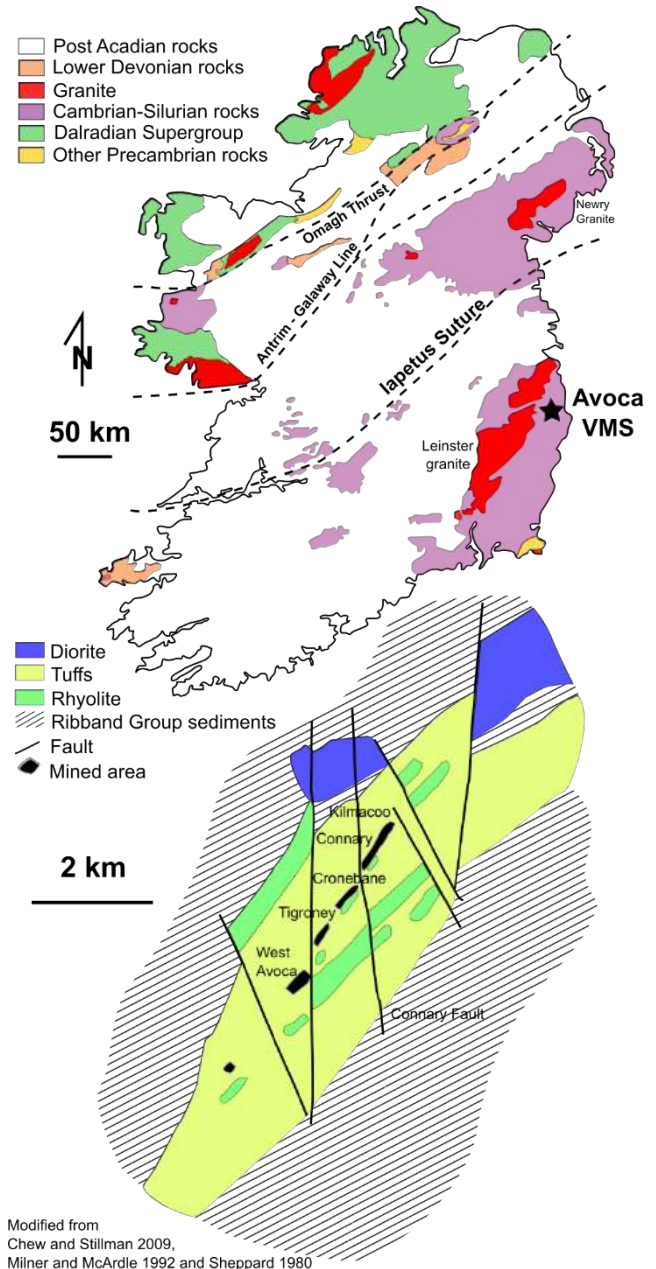 Post Acadian rocks
Lower Devonian rocks
Granite
Cambrian-Silurian rocks
Dalradian Supergroup
Other Precambrian rocks
Newry
Granite
Omagh Thrust
Antrim - Galaway Line
Iapetus Suture
N
50 km
Avoca
VMS
Leinster
granite
Diorite
Tuffs
Rhyolite
Ribband Group sediments
Fault
Mined area
2 km
Kilmacoo
Connary
Cronebane
Tigroney
West
Avoca
Connary Fault
Modified from
Chew and Stillman 2009,
Milner and McArdle 1992 and Sheppard 1980